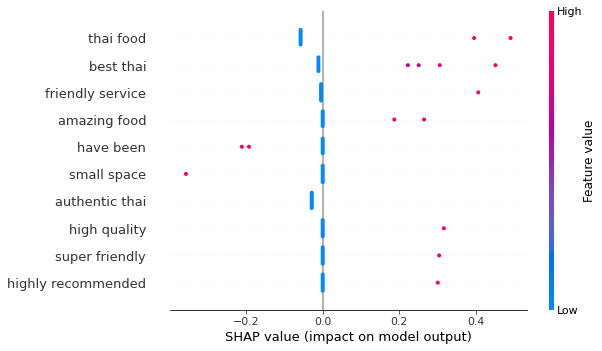 High
thai food
best thai
friendly service
amazing food
have been
small space
authentic thai
high quality
super friendly
highly recommended
Feature value
Low
−0.2 0.0 0.2 0.4
SHAP value (impact on model output)